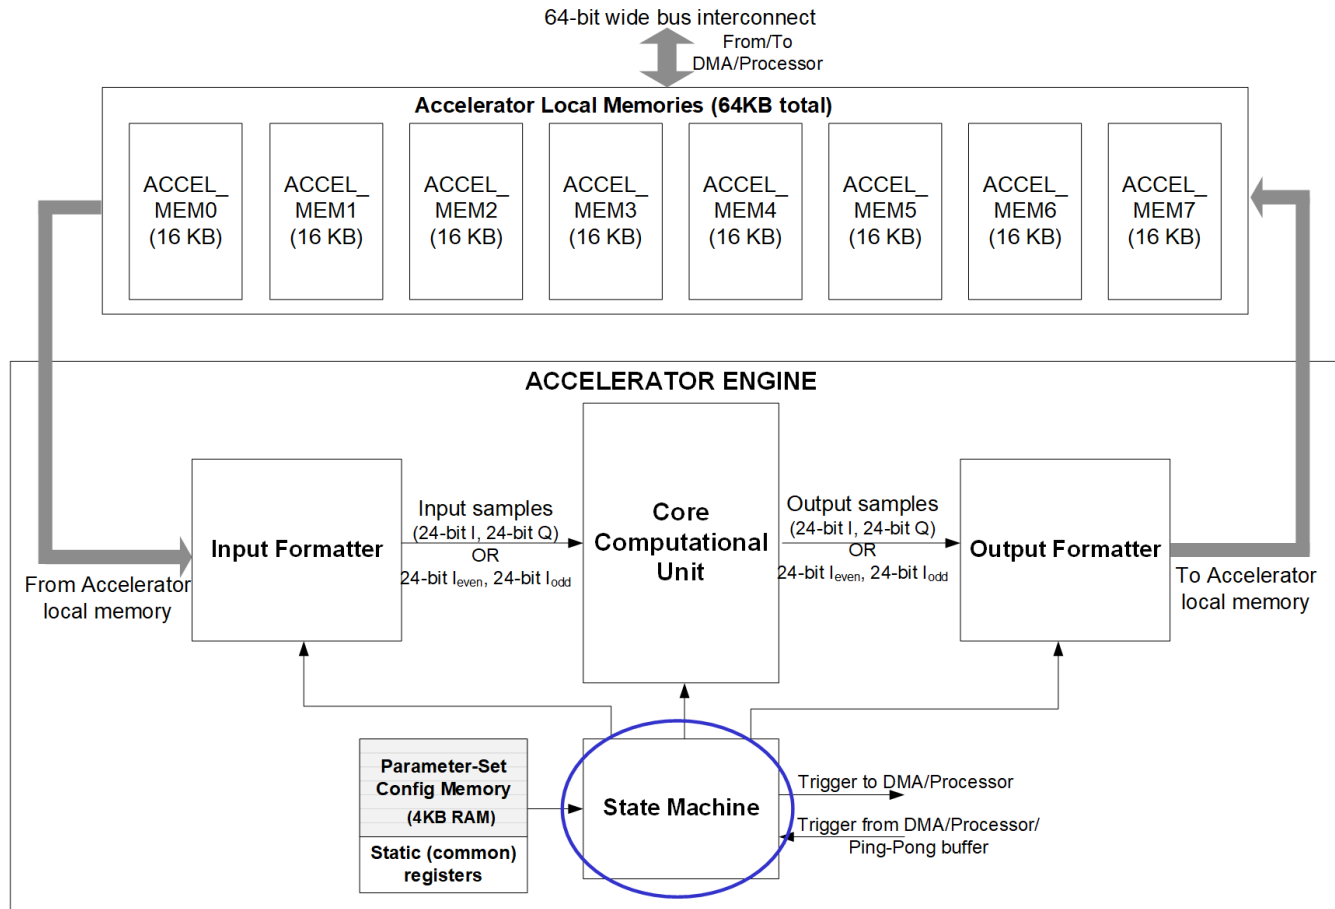 64-bit wide bus interconnect
From/To
DMA/Processor
Accelerator Local Memories (64KB total)
ACCEL_
MEM0
(16 KB)
ACCEL_
MEM1
(16 KB)
ACCEL_
MEM2
(16 KB)
ACCEL_
MEM3
(16 KB)
ACCEL_
MEM4
(16 KB)
ACCEL_
MEM5
(16 KB)
ACCEL_
MEM6
(16 KB)
ACCEL_
MEM7
(16 KB)
ACCELERATOR ENGINE
Input Formatter
Input samples
(24-bit I, 24-bit Q)
OR
24-bit Ieven, 24-bit Iodd
Core
Computational
Unit
Output samples
(24-bit I, 24-bit Q)
OR
24-bit Ieven, 24-bit Iodd
Output Formatter
From Accelerator
local memory
To Accelerator
local memory
Parameter-Set
Config Memory
(4KB RAM)
Static (common)
registers
State Machine
Trigger to DMA/Processor
Trigger from DMA/Processor/
Ping-Pong buffer